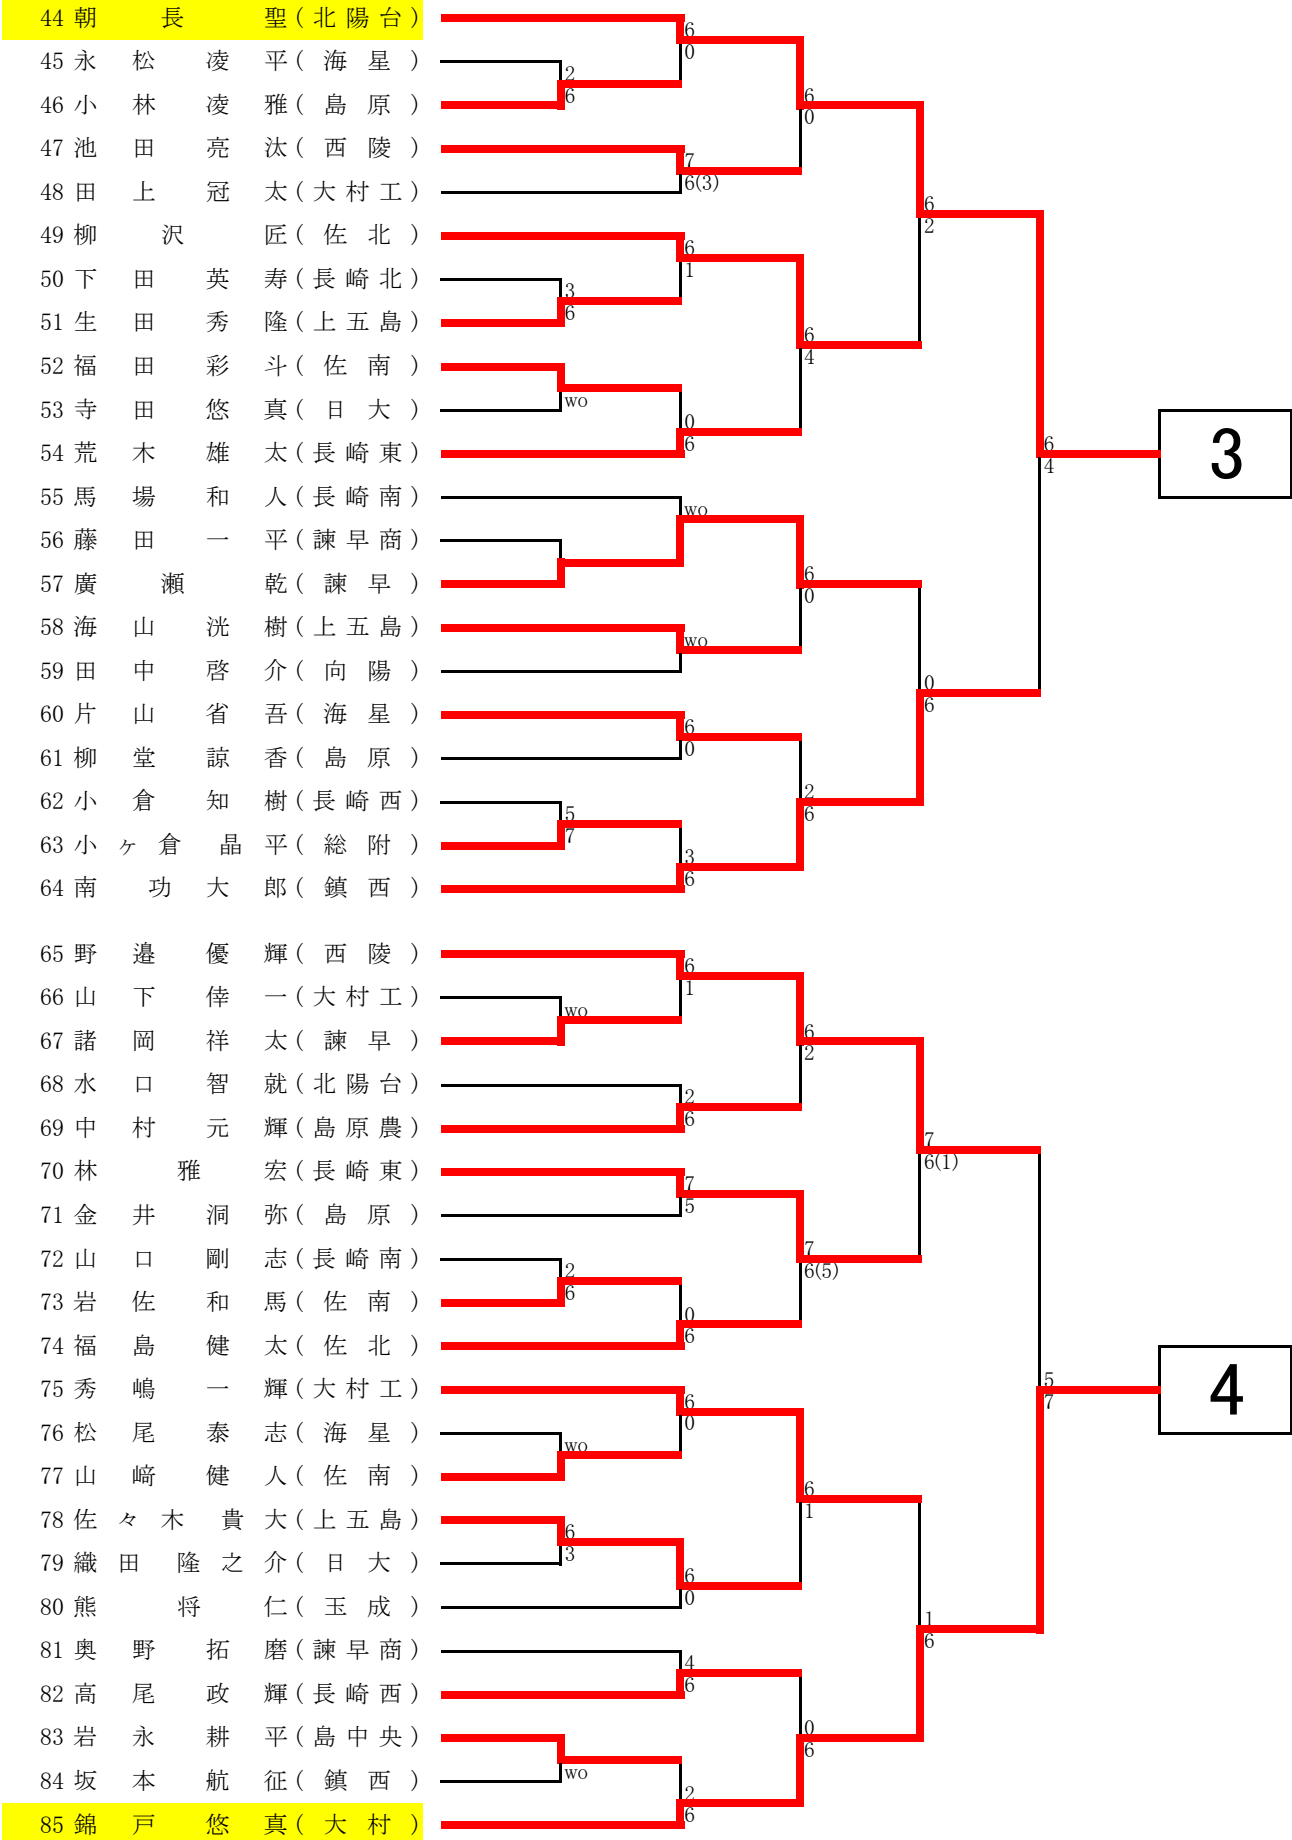 44 朝長聖(北陽台)
6
0
45 永松凌平(海星)
2
6
46 小林凌雅(島原)
6
0
47 池田亮汰(西陵)
7
6(3)
48 田上冠太(大村工)
6
2
49 柳沢匠(佐北)
6
1
50 下田英寿(長崎北)
3
6
51 生田秀隆(上五島)
6
4
52 福田彩斗(佐南)
wo
53 寺田悠真(日大)
0
6
54 荒木雄太(長崎東)
6
4
3
55 馬場和人(長崎南)
wo
56 藤田一平(諫早商)
57 廣瀬乾(諫早)
6
0
58 海山洸樹(上五島)
wo
59 田中啓介(向陽)
0
6
60 片山省吾(海星)
6
0
61 柳堂諒香(島原)
2
6
62 小倉知樹(長崎西)
5
7
63 小ヶ倉晶平(総附)
3
6
64 南功大郎(鎮西)
65 野邉優輝(西陵)
6
1
66 山下倖一(大村工)
wo
67 諸岡祥太(諫早)
6
2
68 水口智就(北陽台)
2
6
69 中村元輝(島原農)
7
6(1)
70 林雅宏(長崎東)
7
5
71 金井洞弥(島原)
7
6(5)
72 山口剛志(長崎南)
2
6
73 岩佐和馬(佐南)
0
6
74 福島健太(佐北)
5
7
4
75 秀嶋一輝(大村工)
6
0
76 松尾泰志(海星)
wo
77 山﨑健人(佐南)
6
1
78 佐々木貴大(上五島)
6
3
79 織田隆之介(日大)
6
0
80 熊将仁(玉成)
1
6
81 奥野拓磨(諫早商)
4
6
82 高尾政輝(長崎西)
0
6
83 岩永耕平(島中央)
wo
84 坂本航征(鎮西)
2
6
85 錦戸悠真(大村)